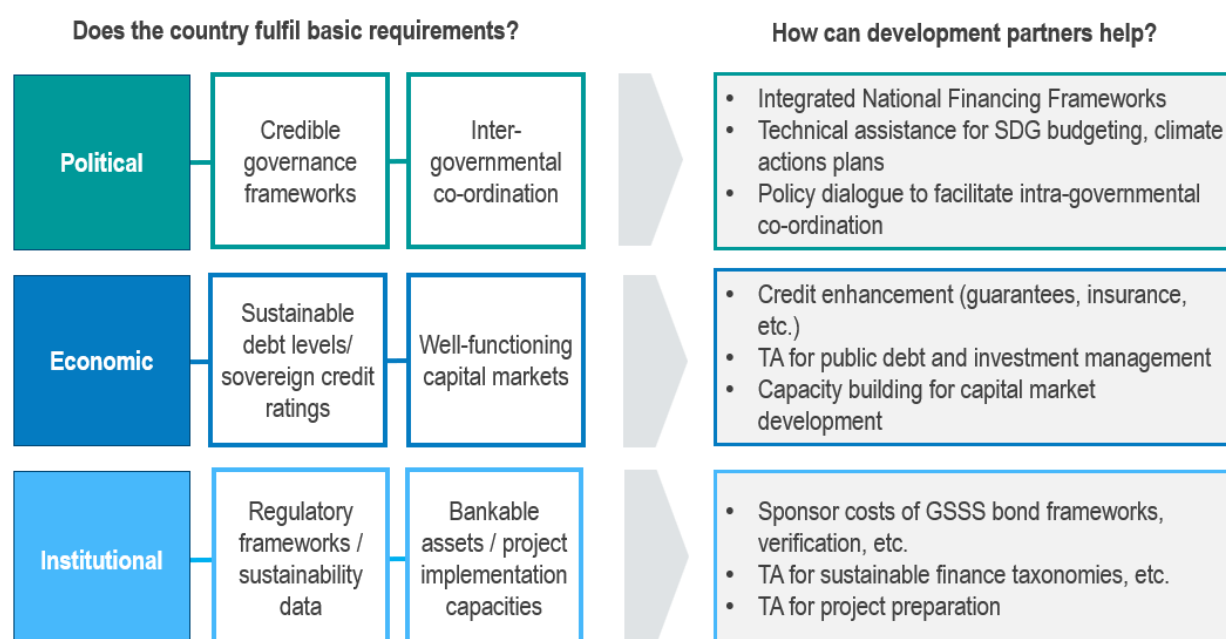 Does the country fulfil basic requirements?
How can development partners help?
Political
Credible
governance
frameworks
Inter-
governmental
co-ordination
• Integrated National Financing Frameworks
• Technical assistance for SDG budgeting, climate
actions plans
• Policy dialogue to facilitate intra-governmental
co-ordination
Economic
Sustainable
debt levels/
sovereign credit
ratings
Well-functioning
capital markets
• Credit enhancement (guarantees, insurance,
etc.)
• TA for public debt and investment management
• Capacity building for capital market
development
Institutional
Regulatory
frameworks /
sustainability
data
Bankable
assets / project
implementation
capacities
• Sponsor costs of GSSS bond frameworks,
verification, etc.
• TA for sustainable finance taxonomies, etc.
• TA for project preparation